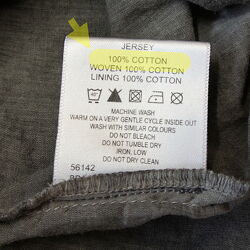 JERSEY
100% COTTON
WOVEN 100% COTTON
LINING 100% COTTON
MACHINE WASH
WARM ON A VERY GENTLE CYCLE INSIDE OUT
WASH WITH SIMILAR COLOURS
DO NOT BLEACH
DO NOT TUMBLE DRY
IRON, LOW
DO NOT DRY CLEAN
56142